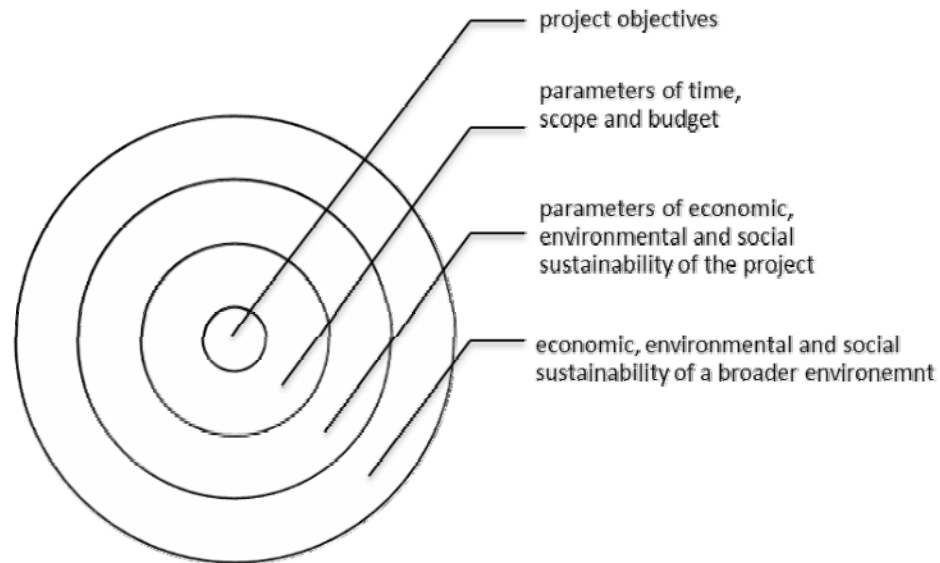 project objectives
parameters of time,
scope and budget
parameters of economic,
environmental and social
sustainability of the project
economic, environmental and social
sustainability of a broader environemnt